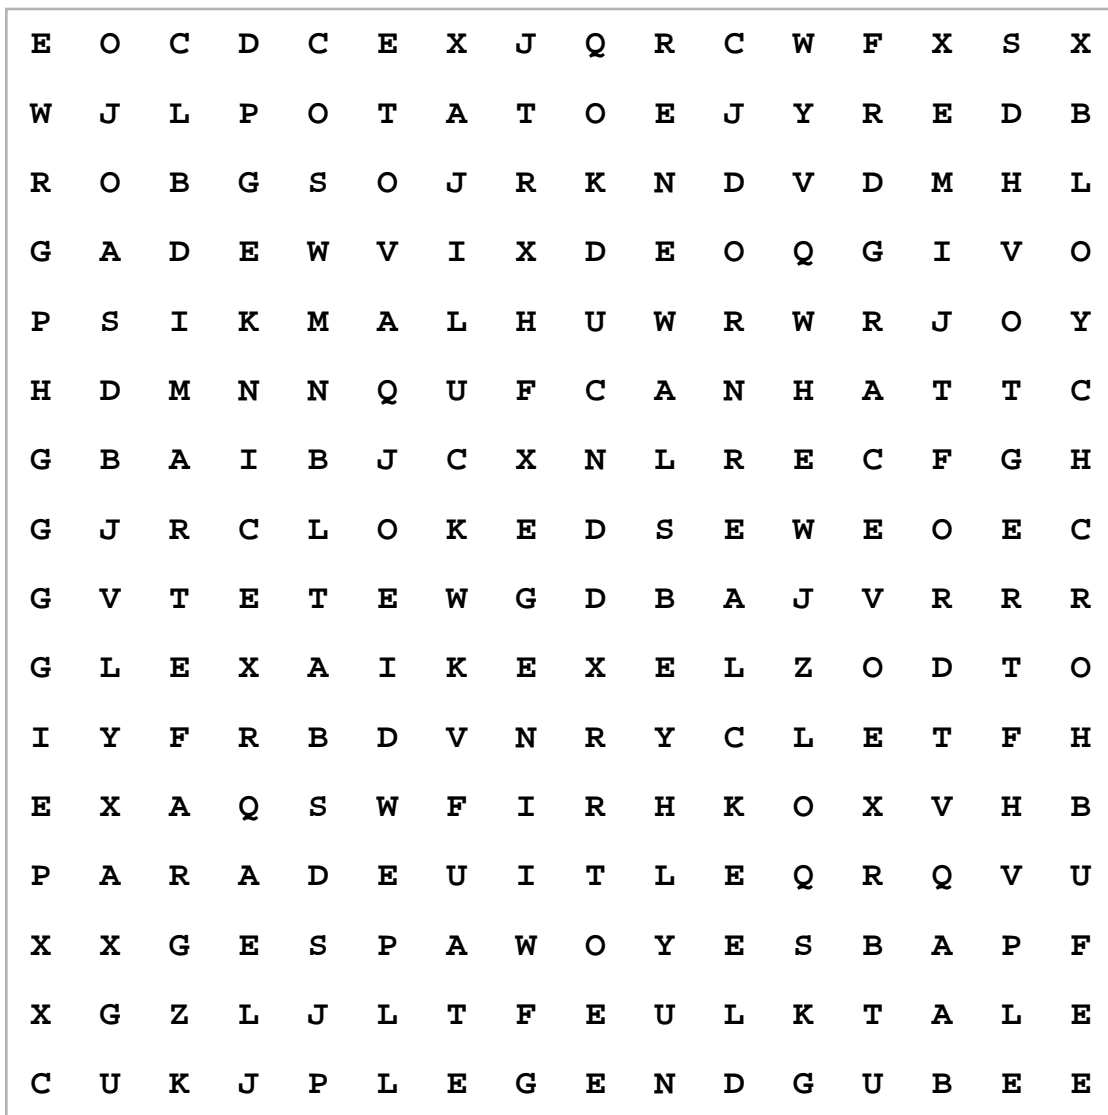 E O C D C E X J Q R C W F X S X
W J L P O T A T O E J Y R E D B
R O B G S O J R K N D V D M H L
G A D E W V I X D E O Q G I V O
P S I K M A L H U W R W R J O Y
H D M N N Q U F C A N H A T T C
G B A I B J C X N L R E C F G H
G J R C L O K E D S E W E O E C
G V T E T E W G D B A J V R R R
G L E X A I K E X E L Z O D T O
I Y F R B D V N R Y C L E T F H
E X A Q S W F I R H K O X V H B
P A R A D E U I T L E Q R Q V U
X X G E S P A W O Y E S B A P F
X G Z L J L T F E U L K T A L E
C U K J P L E G E N D G U B E E